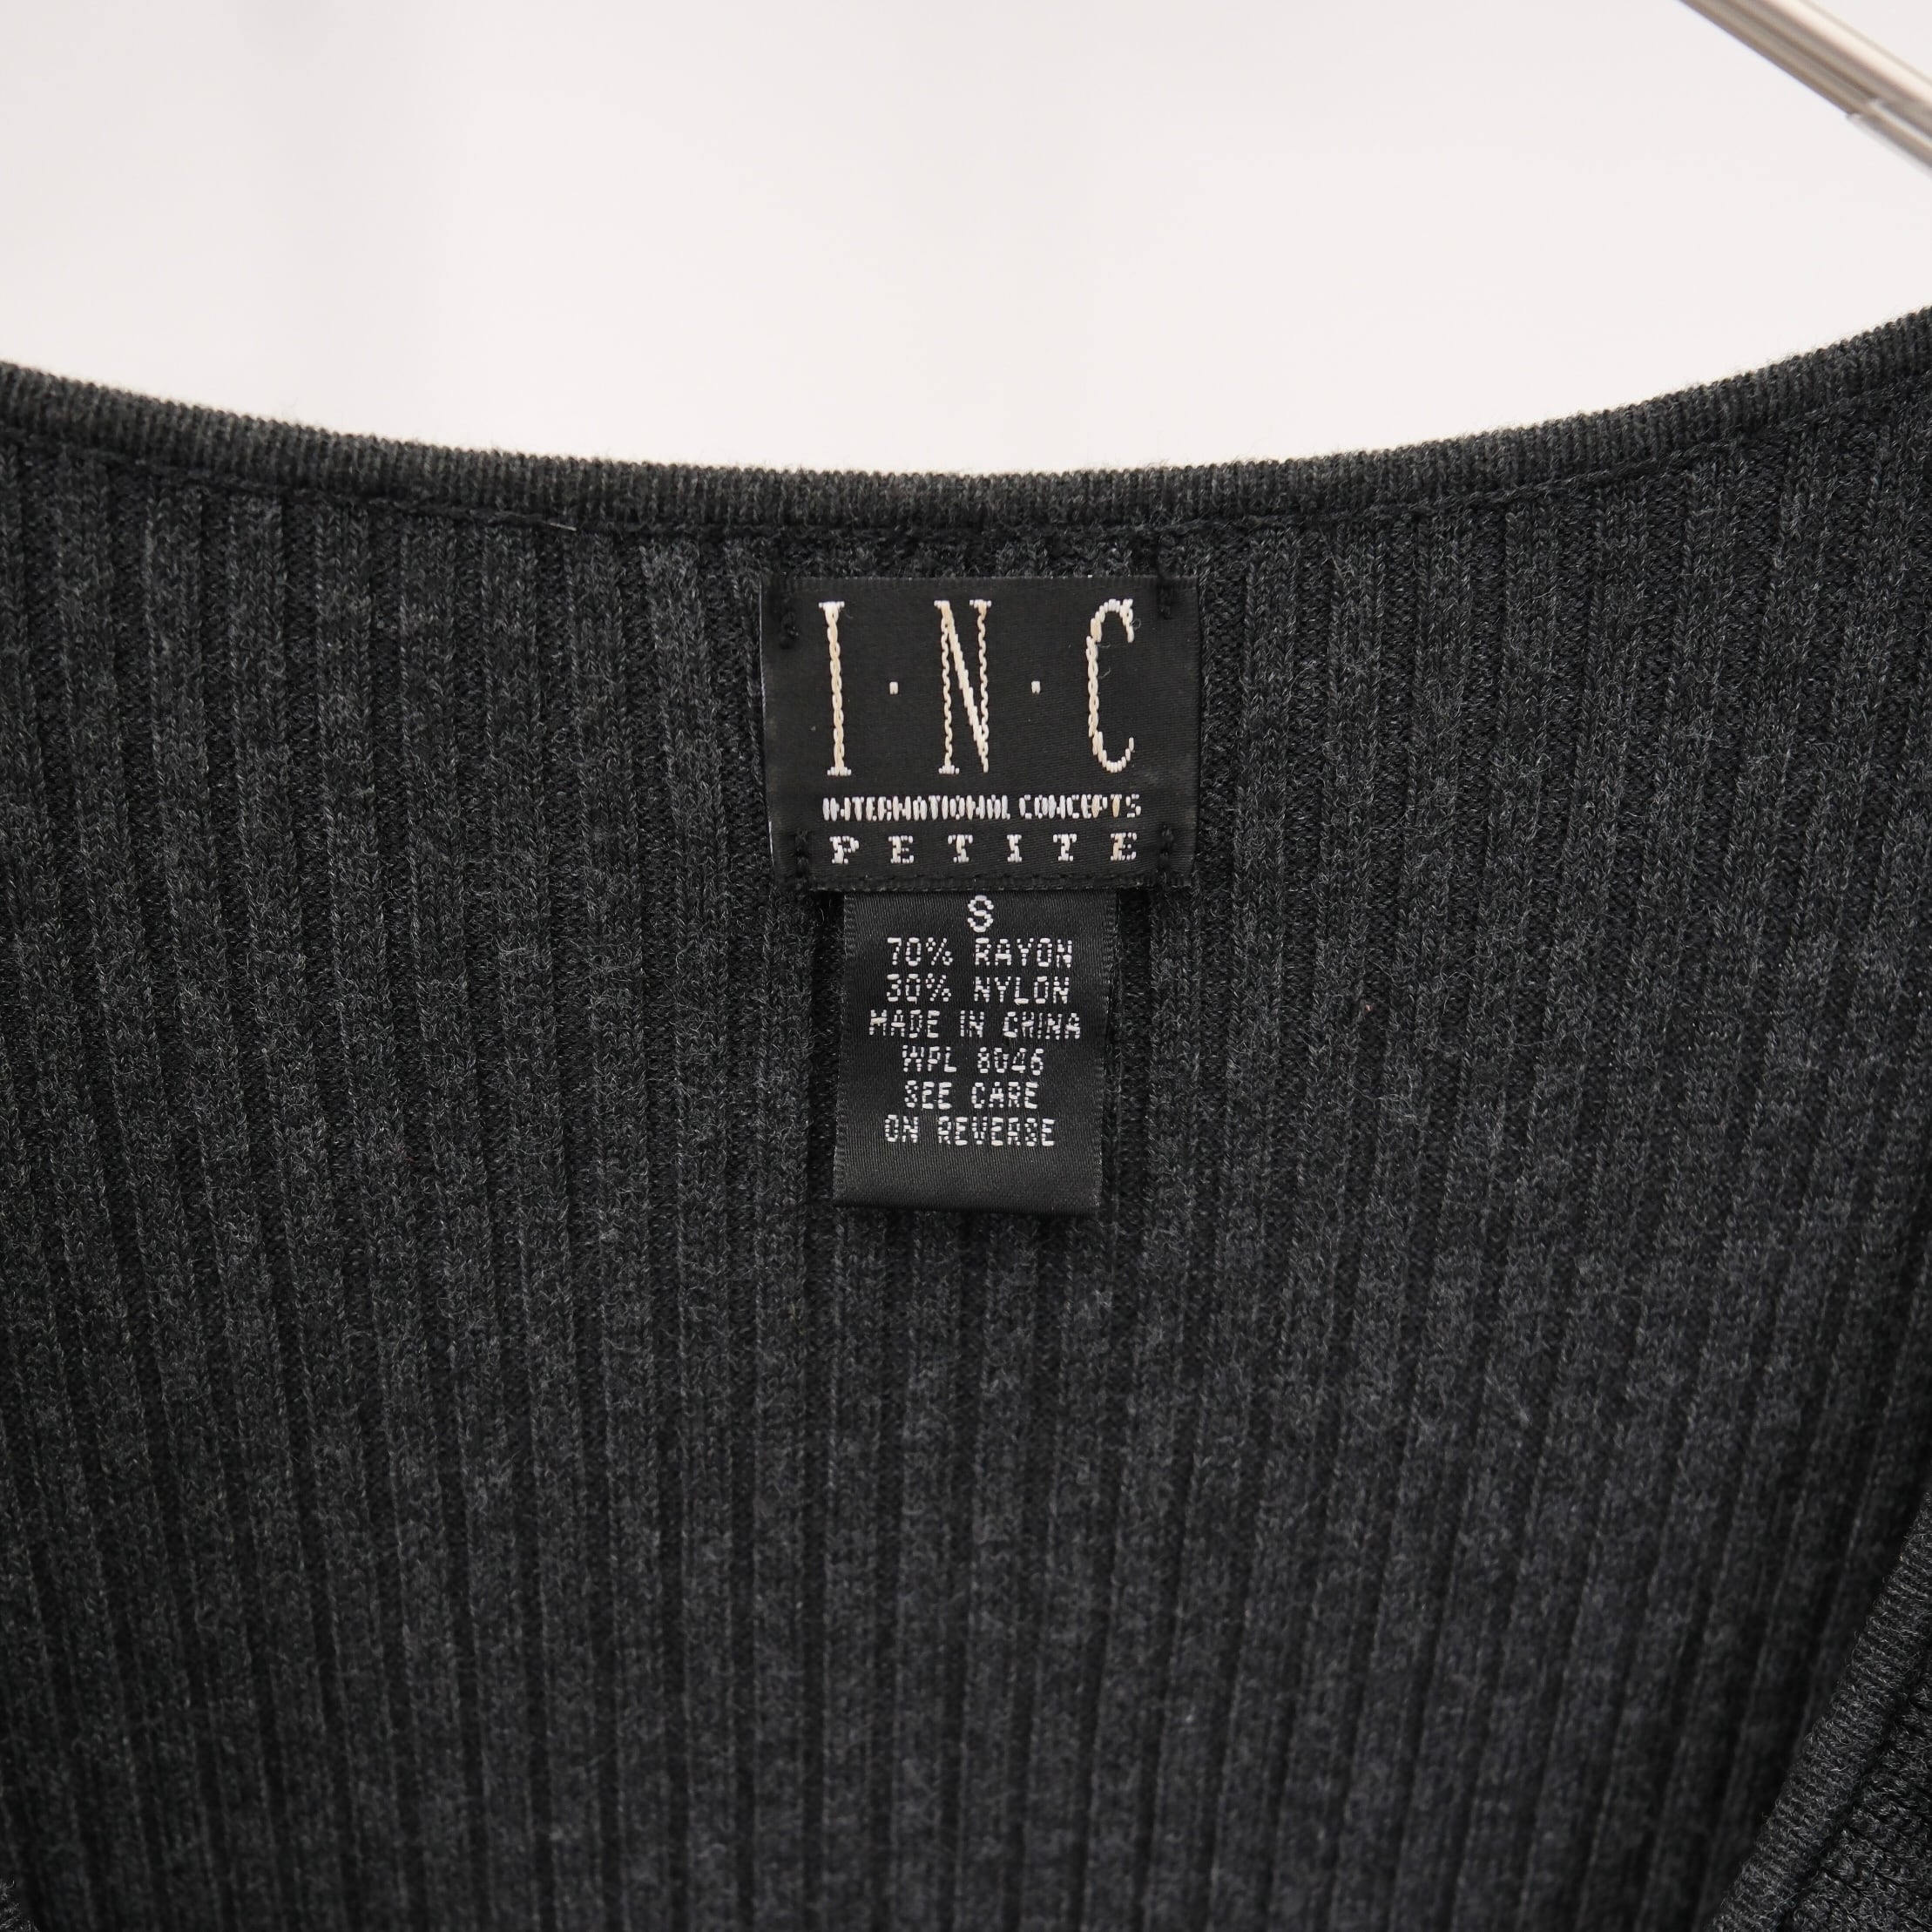 I·N·C
INTERNATIONAL CONCEPTS
PETITE
S
70% RAYON
30% NYLON
MADE IN CHINA
WPL 8046
SEE CARE
ON REVERSE